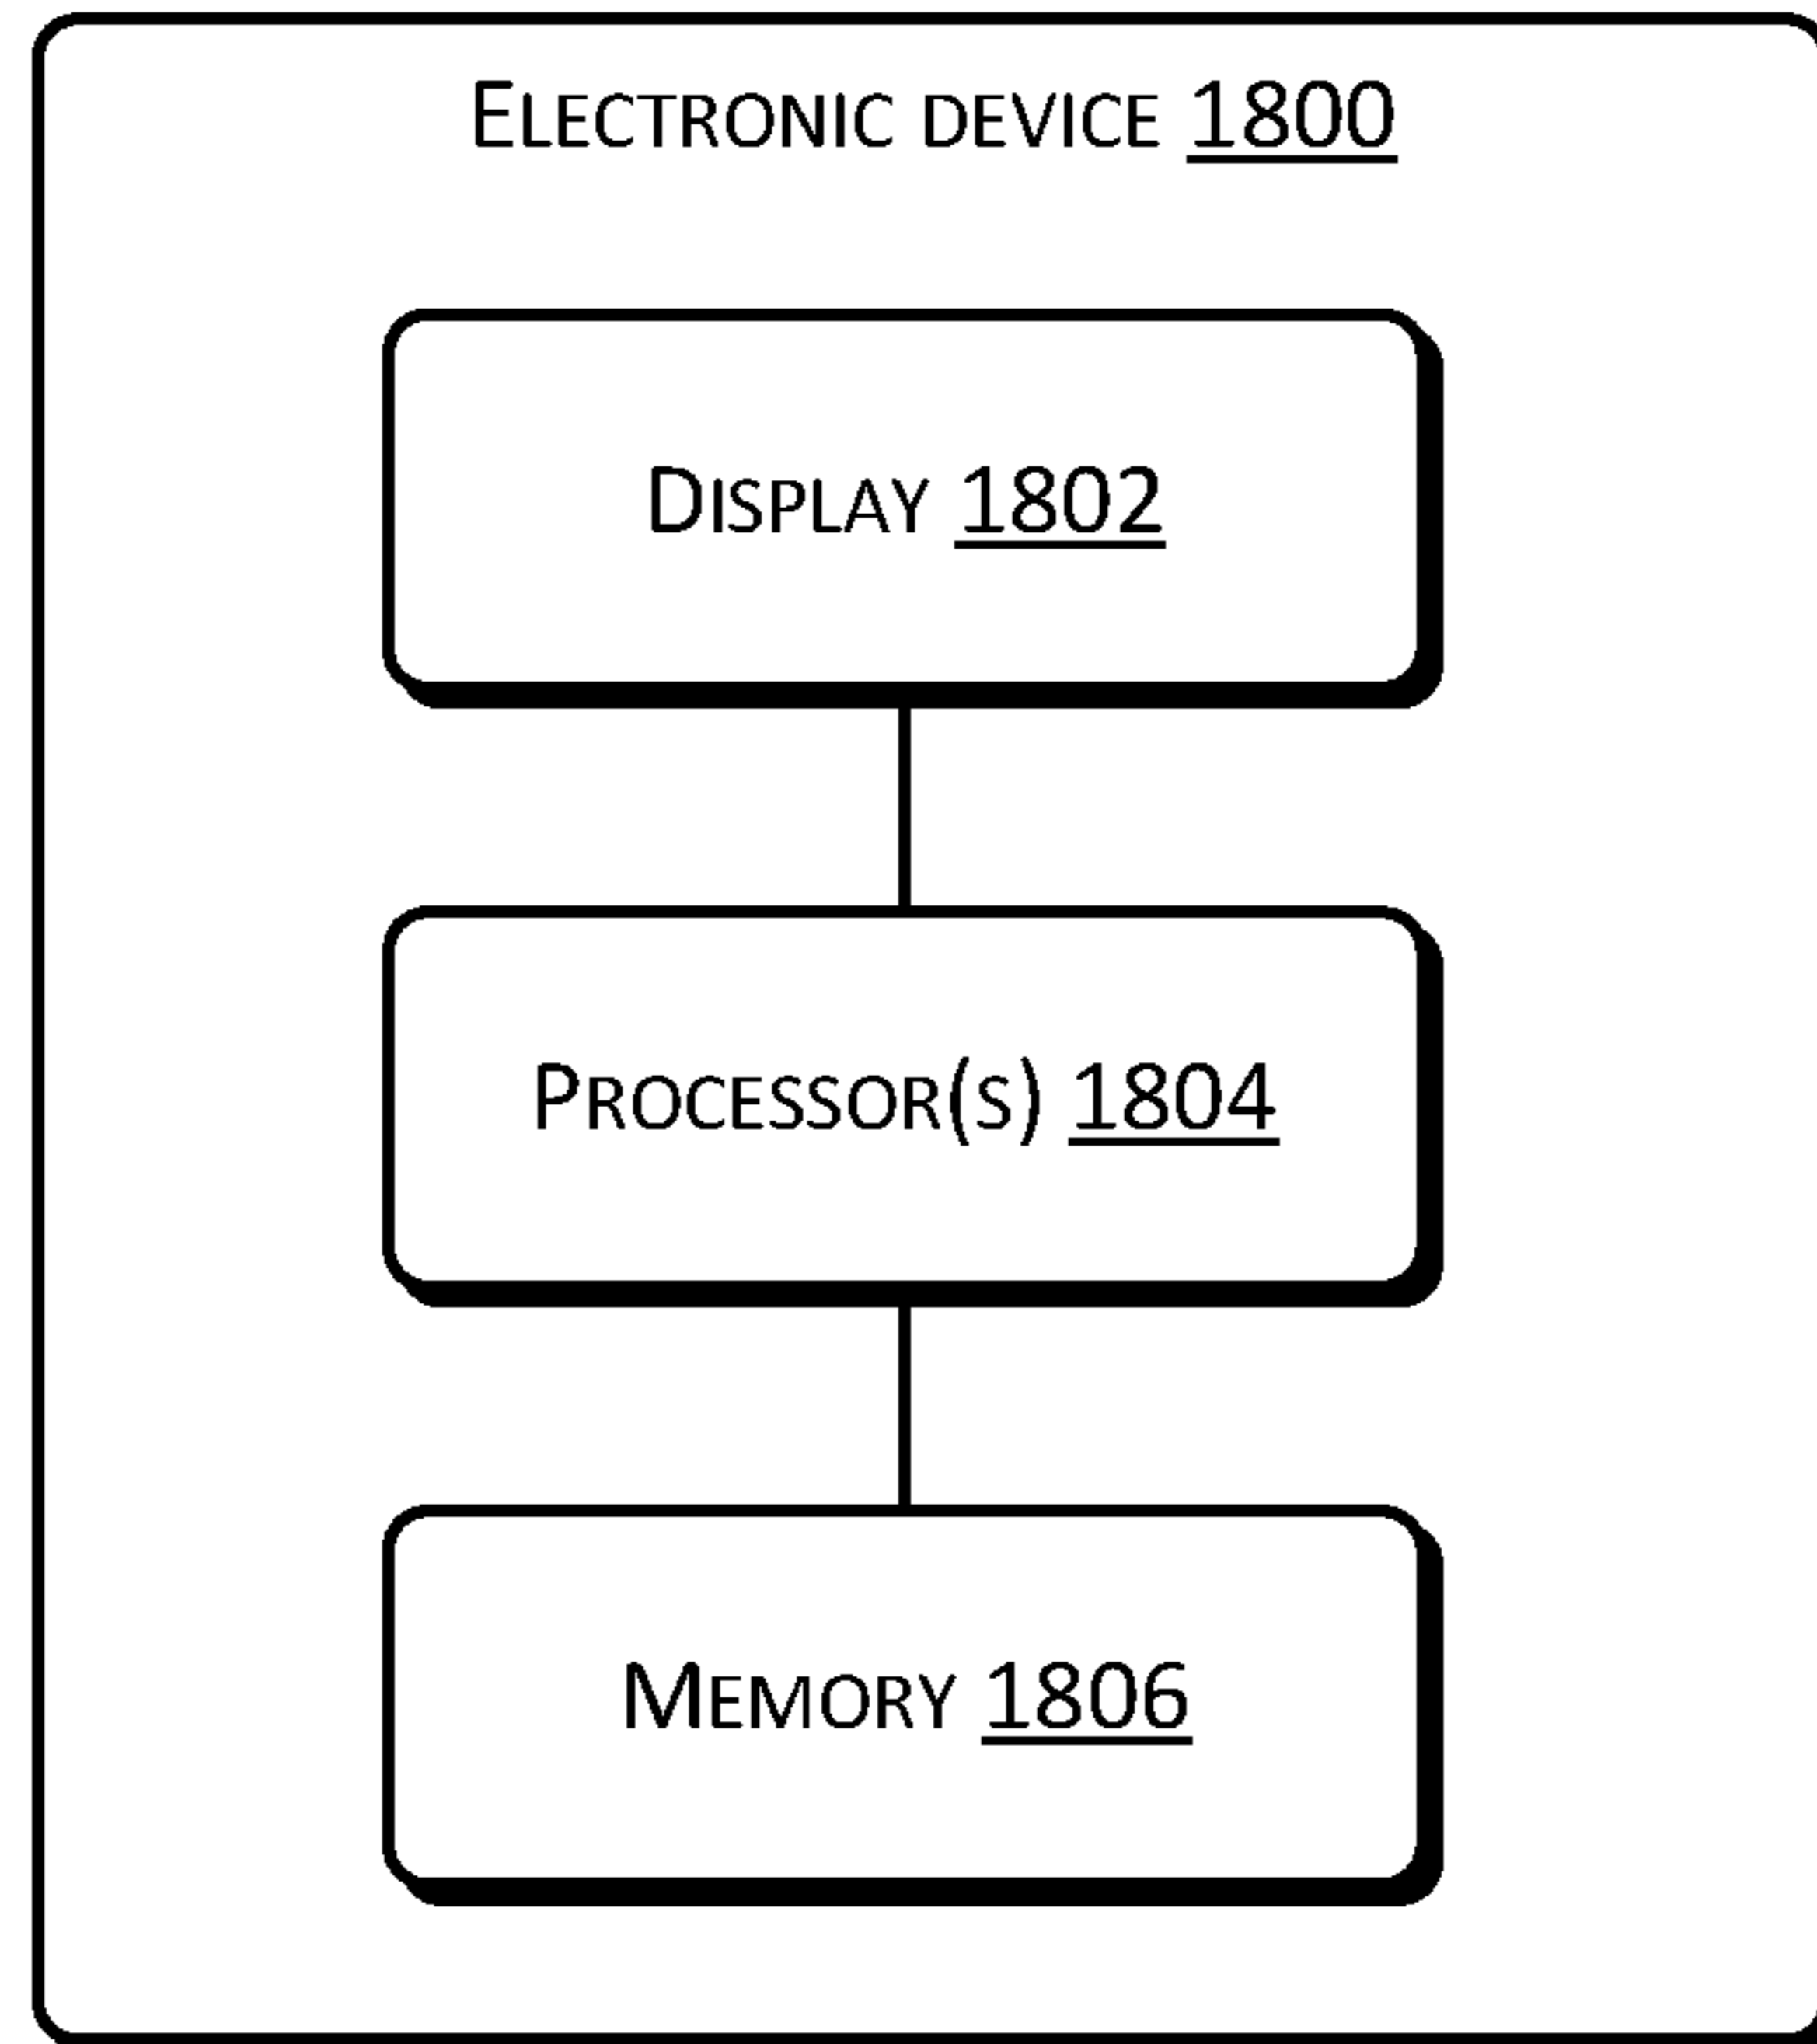 ELECTRONIC DEVICE 1800
DISPLAY 1802
PROCESSOR(S) 1804
MEMORY 1806